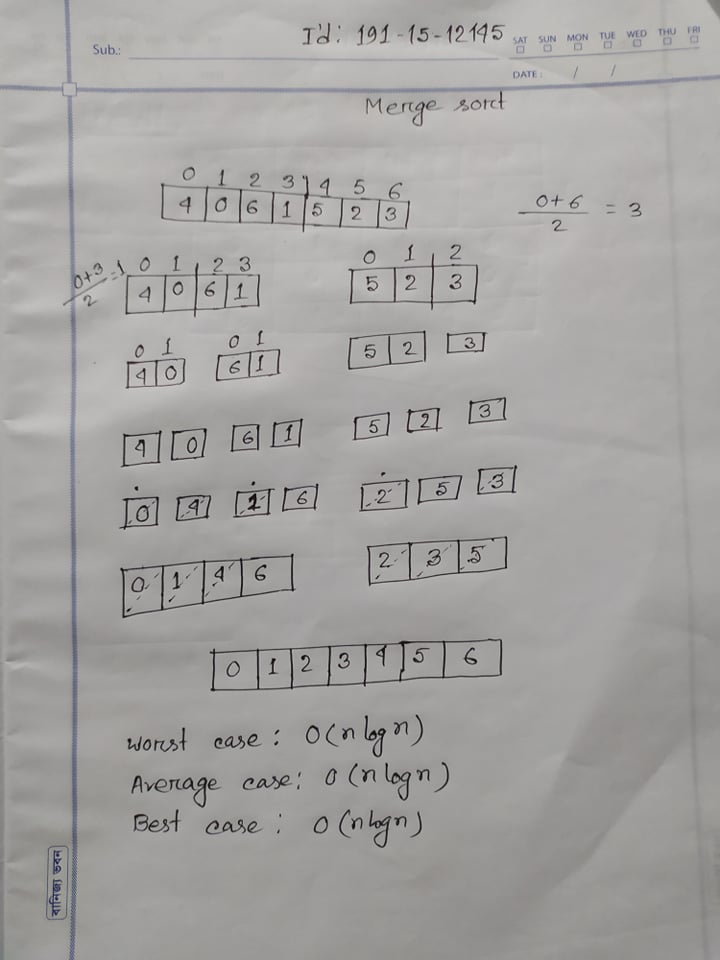 I'd: 191-15-12145
Sub.: SAT SUN MON TUE WED THU FRI
DATE: / /
Merge sort
0 1 2 3 4 5 6
4 0 6 1 5 2 3
0+6/2 = 3
0+3/2 = 1
0 1 2 3 0 1 2
4 0 6 1 5 2 3
0 1 0 1
4 0 6 1 5 2 3
4 0 6 1 5 2 3
0 4 1 6 2 5 3
0 1 4 6 2 3 5
0 1 2 3 4 5 6
Worst case: O(n log n)
Average case: O(n log n)
Best case: O(n log n)
বানিজ্য ভবন